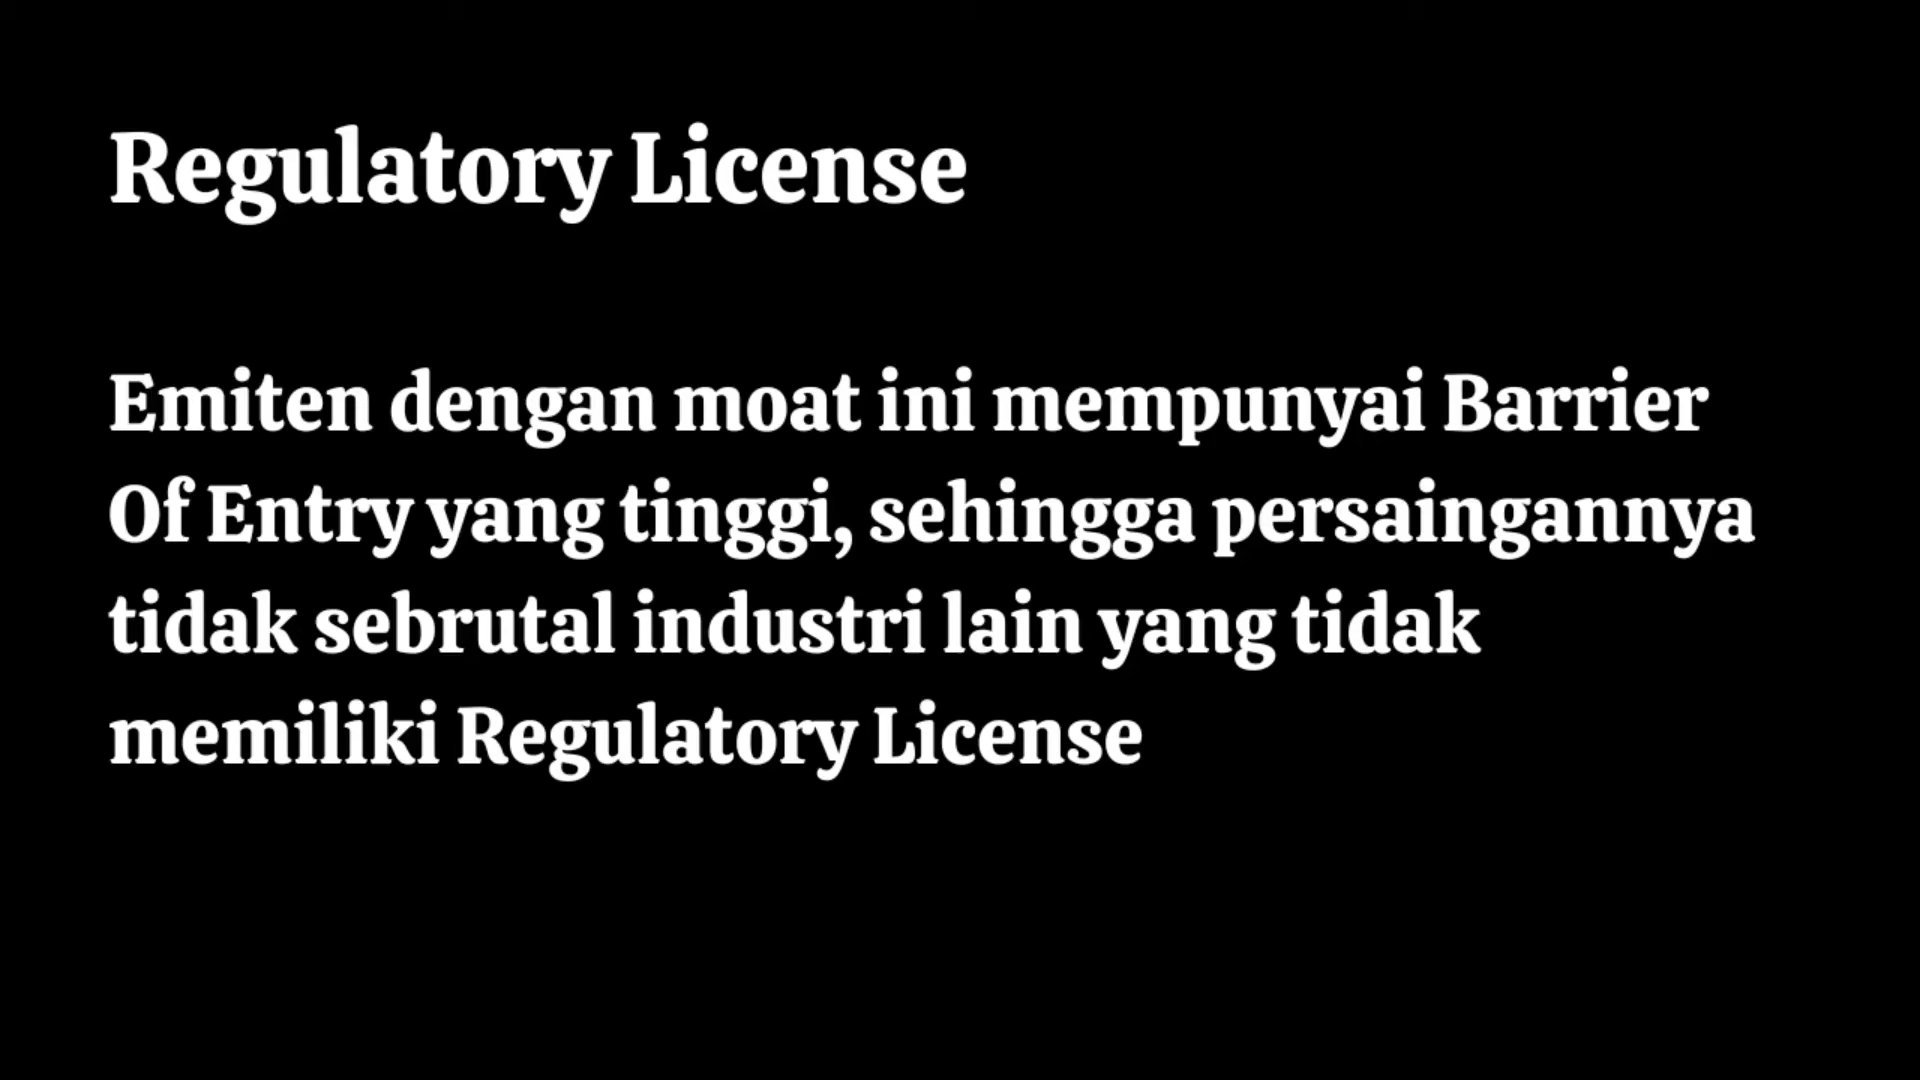 Regulatory License
Emiten dengan moat ini mempunyai Barrier
Of Entry yang tinggi, sehingga persaingannya
tidak sebrutal industri lain yang tidak
memiliki Regulatory License